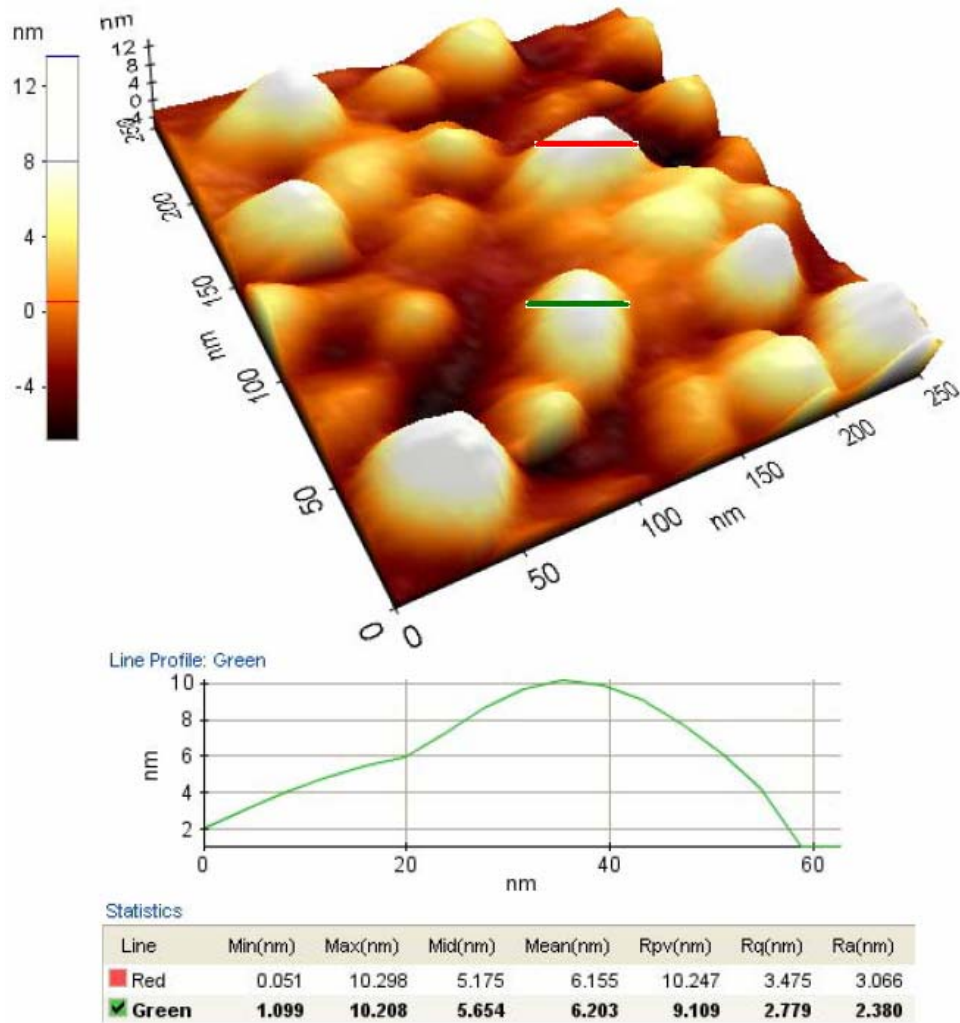 nm
12
8
4
0
-4
nm
12
8
4
0
250
200
150
nm
100
50
0
0
50
100
nm
150
200
250
Line Profile: Green
10
8
6
4
2
nm
0
20
40
60
nm
Statistics
Line Min(nm) Max(nm) Mid(nm) Mean(nm) Rpv(nm) Rq(nm) Ra(nm)
Red 0.051 10.298 5.175 6.155 10.247 3.475 3.066
Green 1.099 10.208 5.654 6.203 9.109 2.779 2.380